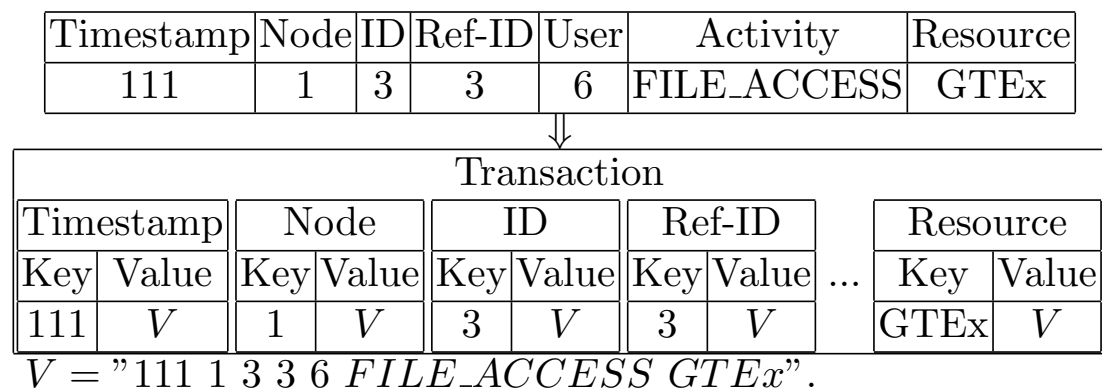 Timestamp Node ID Ref-ID User Activity Resource
111 1 3 3 6 FILE_ACCESS GTEx
⇓
Transaction
Timestamp Node ID Ref-ID Resource
Key Value Key Value Key Value Key Value ... Key Value
111 V 1 V 3 V 3 V GTEx V
V = "111 1 3 3 6 FILE_ACCESS GTEx".